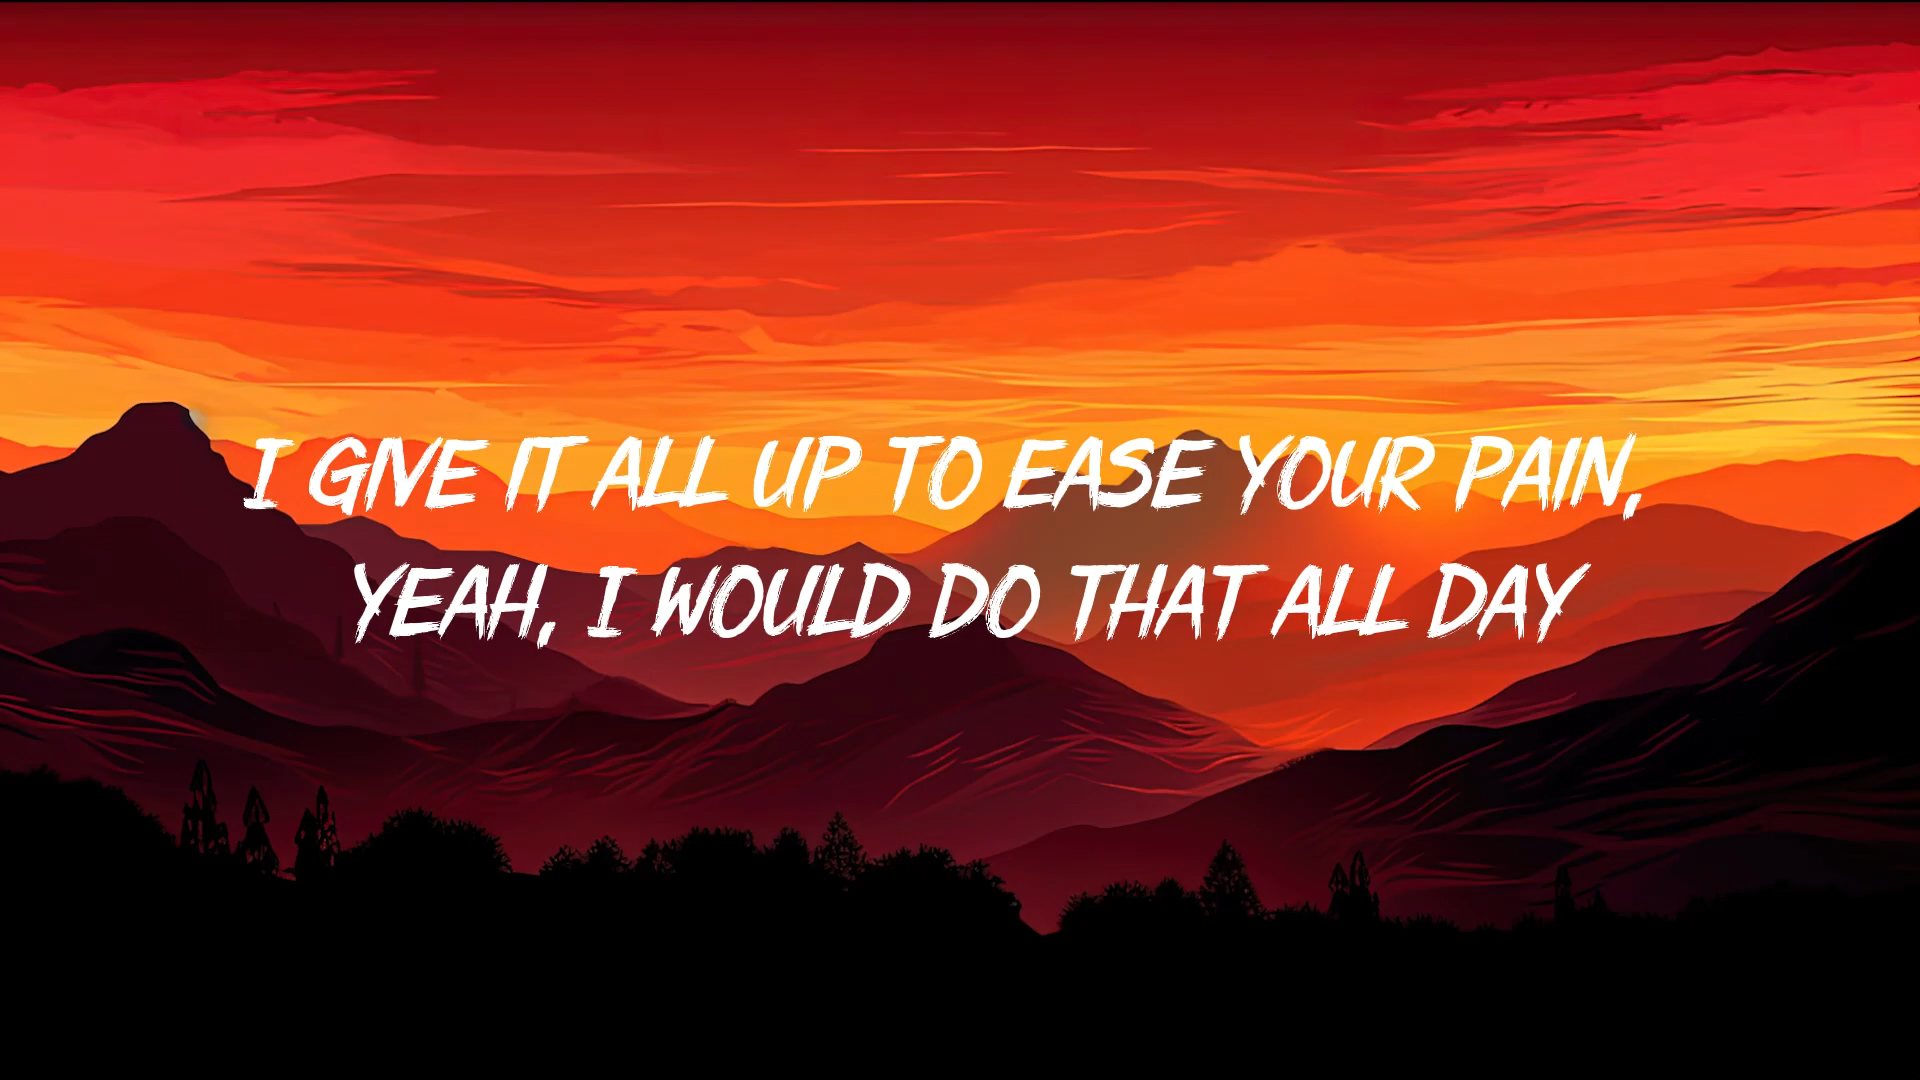 I GIVE IT ALL UP TO EASE YOUR PAIN,
YEAH, I WOULD DO THAT ALL DAY